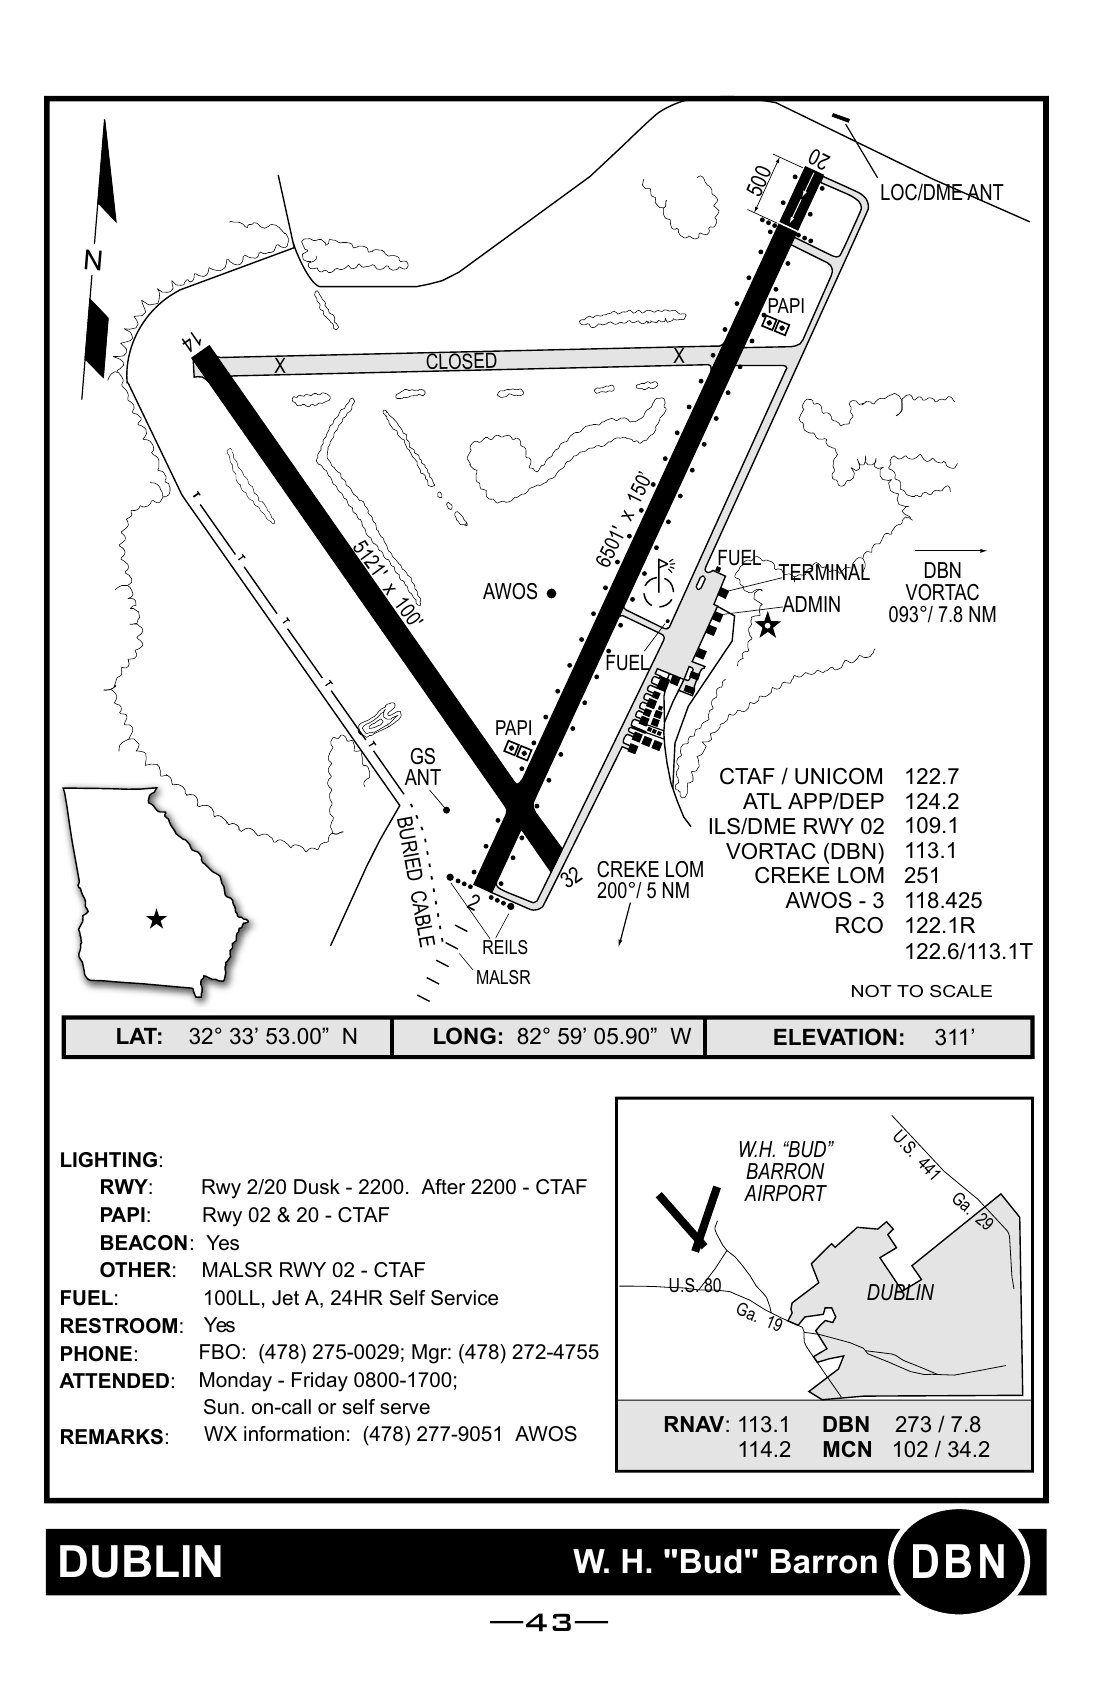 20
500
LOC/DME ANT
N
PAPI
14
X
CLOSED
X
6501' x 150'
5121' x 100'
FUEL
TERMINAL
ADMIN
AWOS
DBN
VORTAC
093°/ 7.8 NM
FUEL
T
T
T
T
T
PAPI
GS
ANT
BURIED CABLE
32
2
CREKE LOM
200°/ 5 NM
REILS
MALSR
CTAF / UNICOM 122.7
ATL APP/DEP 124.2
ILS/DME RWY 02 109.1
VORTAC (DBN) 113.1
CREKE LOM 251
AWOS - 3 118.425
RCO 122.1R
122.6/113.1T
NOT TO SCALE
LAT: 32° 33’ 53.00” N LONG: 82° 59’ 05.90” W ELEVATION: 311’
LIGHTING:
RWY: Rwy 2/20 Dusk - 2200. After 2200 - CTAF
PAPI: Rwy 02 & 20 - CTAF
BEACON: Yes
OTHER: MALSR RWY 02 - CTAF
FUEL: 100LL, Jet A, 24HR Self Service
RESTROOM: Yes
PHONE: FBO: (478) 275-0029; Mgr: (478) 272-4755
ATTENDED: Monday - Friday 0800-1700;
Sun. on-call or self serve
REMARKS: WX information: (478) 277-9051 AWOS
W.H. “BUD”
BARRON
AIRPORT
U.S. 441
Ga. 29
U.S. 80
Ga. 19
DUBLIN
RNAV: 113.1 DBN 273 / 7.8
114.2 MCN 102 / 34.2
DUBLIN
W. H. "Bud" Barron
DBN
—43—